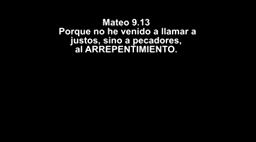 Mateo 9.13
Porque no he venido a llamar a
justos, sino a pecadores,
al ARREPENTIMIENTO.